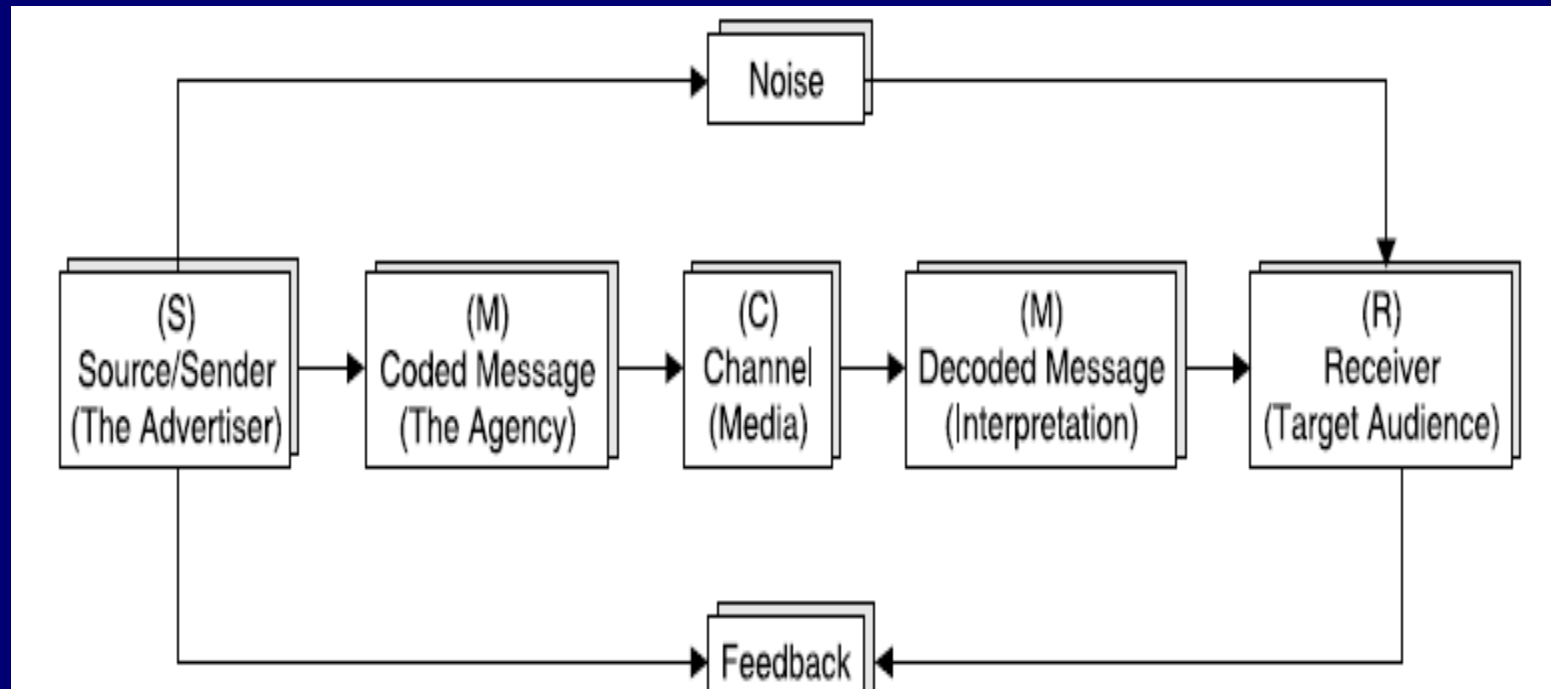 Noise
(S)
Source/Sender
(The Advertiser)
(M)
Coded Message
(The Agency)
(C)
Channel
(Media)
(M)
Decoded Message
(Interpretation)
(R)
Receiver
(Target Audience)
Feedback